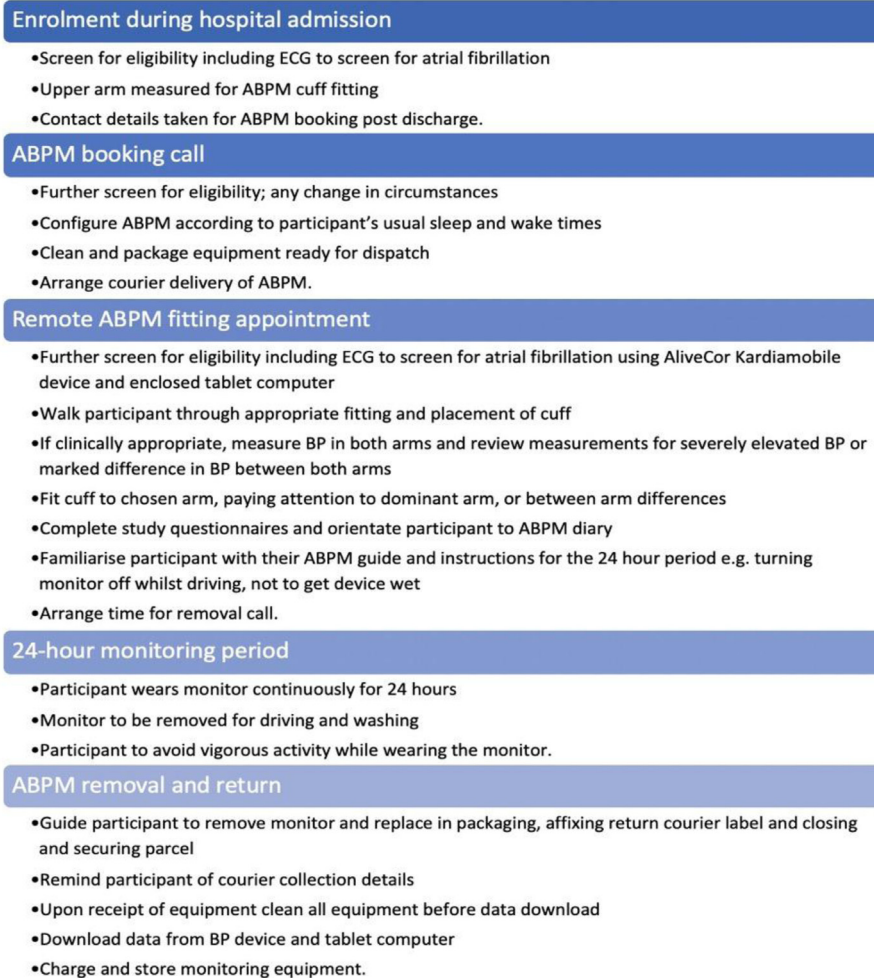 Enrolment during hospital admission
•Screen for eligibility including ECG to screen for atrial fibrillation
•Upper arm measured for ABPM cuff fitting
•Contact details taken for ABPM booking post discharge.
ABPM booking call
•Further screen for eligibility; any change in circumstances
•Configure ABPM according to participant's usual sleep and wake times
•Clean and package equipment ready for dispatch
•Arrange courier delivery of ABPM.
Remote ABPM fitting appointment
•Further screen for eligibility including ECG to screen for atrial fibrillation using AliveCor Kardiamobile
device and enclosed tablet computer
•Walk participant through appropriate fitting and placement of cuff
•If clinically appropriate, measure BP in both arms and review measurements for severely elevated BP or
marked difference in BP between both arms
•Fit cuff to chosen arm, paying attention to dominant arm, or between arm differences
•Complete study questionnaires and orientate participant to ABPM diary
•Familiarise participant with their ABPM guide and instructions for the 24 hour period e.g. turning
monitor off whilst driving, not to get device wet
•Arrange time for removal call.
24-hour monitoring period
•Participant wears monitor continuously for 24 hours
•Monitor to be removed for driving and washing
•Participant to avoid vigorous activity while wearing the monitor.
ABPM removal and return
•Guide participant to remove monitor and replace in packaging, affixing return courier label and closing
and securing parcel
•Remind participant of courier collection details
•Upon receipt of equipment clean all equipment before data download
•Download data from BP device and tablet computer
•Charge and store monitoring equipment.